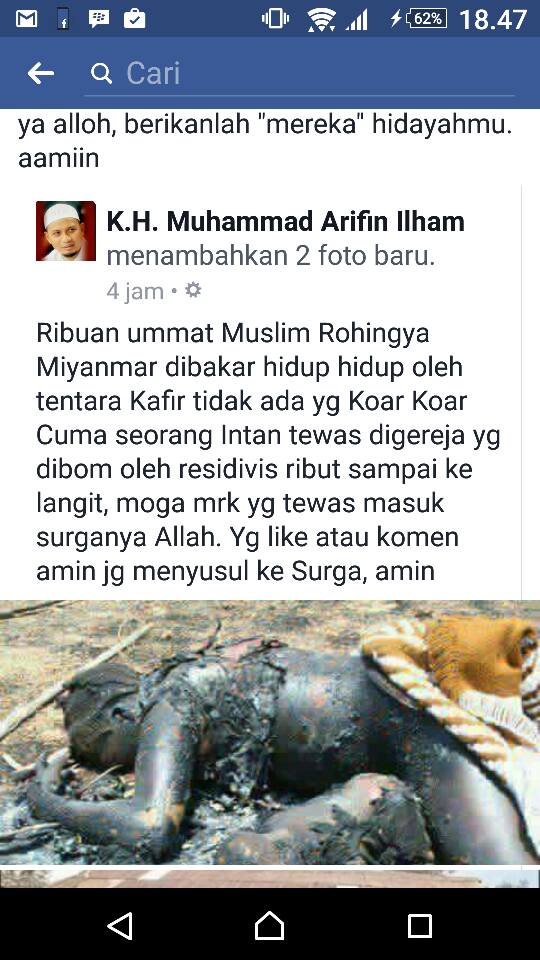 62% 18.47
Cari
ya alloh, berikanlah "mereka" hidayahmu.
aamiin
K.H. Muhammad Arifin Ilham
menambahkan 2 foto baru.
4 jam •
Ribuan ummat Muslim Rohingya
Miyanmar dibakar hidup hidup oleh
tentara Kafir tidak ada yg Koar Koar
Cuma seorang Intan tewas digereja yg
dibom oleh residivis ribut sampai ke
langit, moga mrk yg tewas masuk
surganya Allah. Yg like atau komen
amin jg menyusul ke Surga, amin